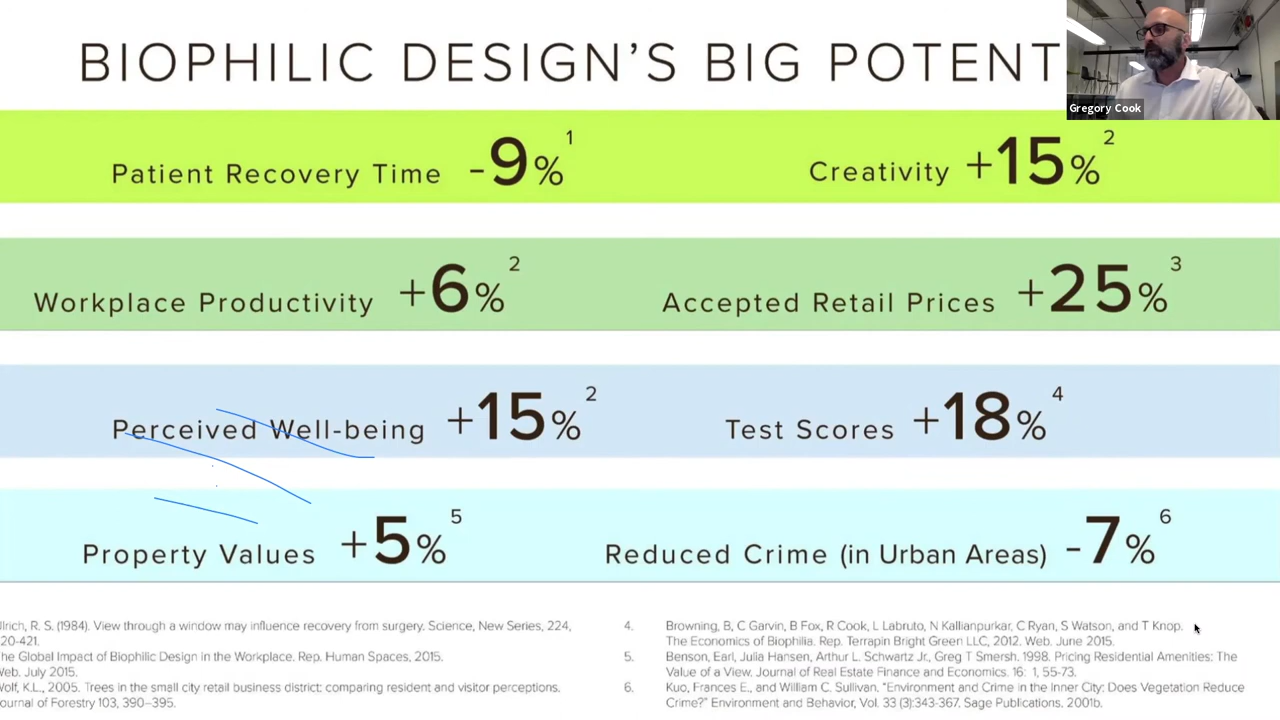 BIOPHILIC DESIGN'S BIG POTENT
Gregory Cook
Patient Recovery Time -9% 1
Creativity +15% 2
Workplace Productivity +6% 2
Accepted Retail Prices +25% 3
Perceived Well-being +15% 2
Test Scores +18% 4
Property Values +5% 5
Reduced Crime (in Urban Areas) -7% 6
lrich, R. S. (1984). View through a window may influence recovery from surgery. Science, New Series, 224,
20-421.
he Global Impact of Biophilic Design in the Workplace. Rep. Human Spaces, 2015.
Web. July 2015.
Wolf, K.L., 2005. Trees in the small city retail business district: comparing resident and visitor perceptions.
ournal of Forestry 103, 390–395.
4. Browning, B, C Garvin, B Fox, R Cook, L Labruto, N Kallianpurkar, C Ryan, S Watson, and T Knop.
The Economics of Biophilia. Rep. Terrapin Bright Green LLC, 2012. Web. June 2015.
5. Benson, Earl, Julia Hansen, Arthur L. Schwartz Jr., Greg T Smersh. 1998. Pricing Residential Amenities: The
Value of a View. Journal of Real Estate Finance and Economics. 16: 1, 55-73.
6. Kuo, Frances E., and William C. Sullivan. "Environment and Crime in the Inner City: Does Vegetation Reduce
Crime?" Environment and Behavior, Vol. 33 (3):343-367. Sage Publications. 2001b.